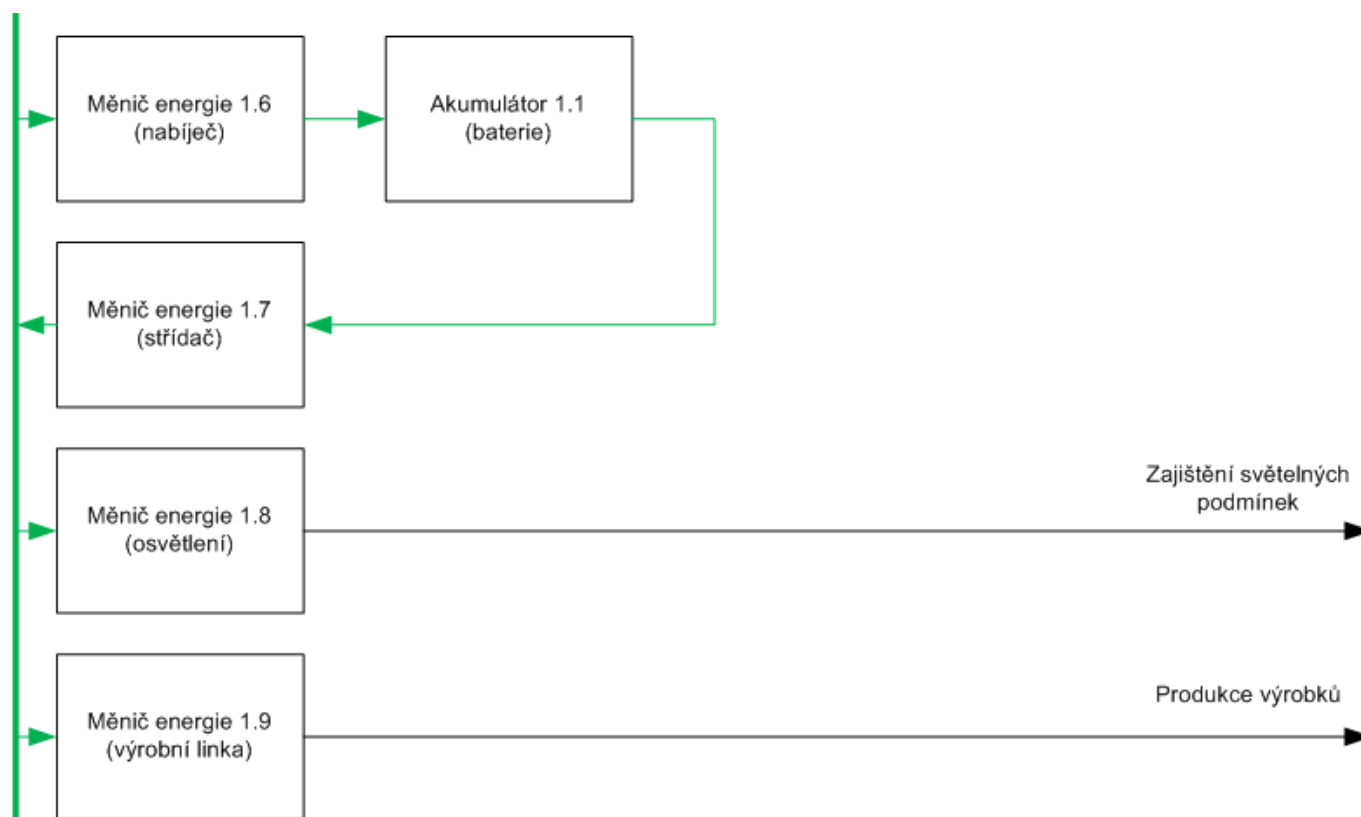 Měnič energie 1.6
(nabíječ)
Akumulátor 1.1
(baterie)
Měnič energie 1.7
(střídač)
Měnič energie 1.8
(osvětlení)
Zajištění světelných
podmínek
Měnič energie 1.9
(výrobní linka)
Produkce výrobků